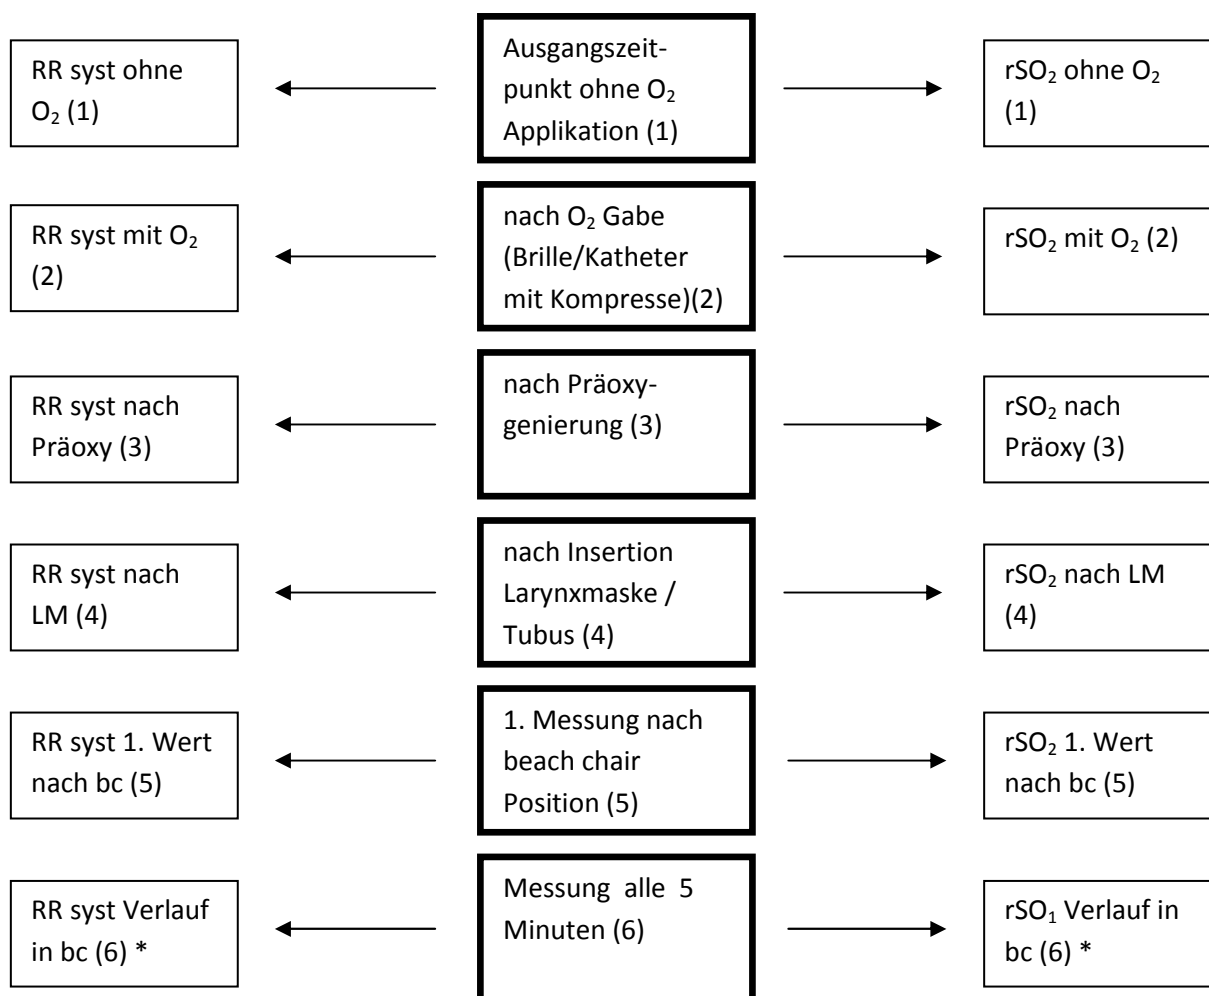 RR syst ohne
O₂ (1)
Ausgangszeit-
punkt ohne O₂
Applikation (1)
rSO₂ ohne O₂
(1)
RR syst mit O₂
(2)
nach O₂ Gabe
(Brille/Katheter
mit Kompresse)(2)
rSO₂ mit O₂ (2)
RR syst nach
Präoxy (3)
nach Präoxy-
genierung (3)
rSO₂ nach
Präoxy (3)
RR syst nach
LM (4)
nach Insertion
Larynxmaske /
Tubus (4)
rSO₂ nach LM
(4)
RR syst 1. Wert
nach bc (5)
1. Messung nach
beach chair
Position (5)
rSO₂ 1. Wert
nach bc (5)
RR syst Verlauf
in bc (6) *
Messung alle 5
Minuten (6)
rSO₁ Verlauf in
bc (6) *